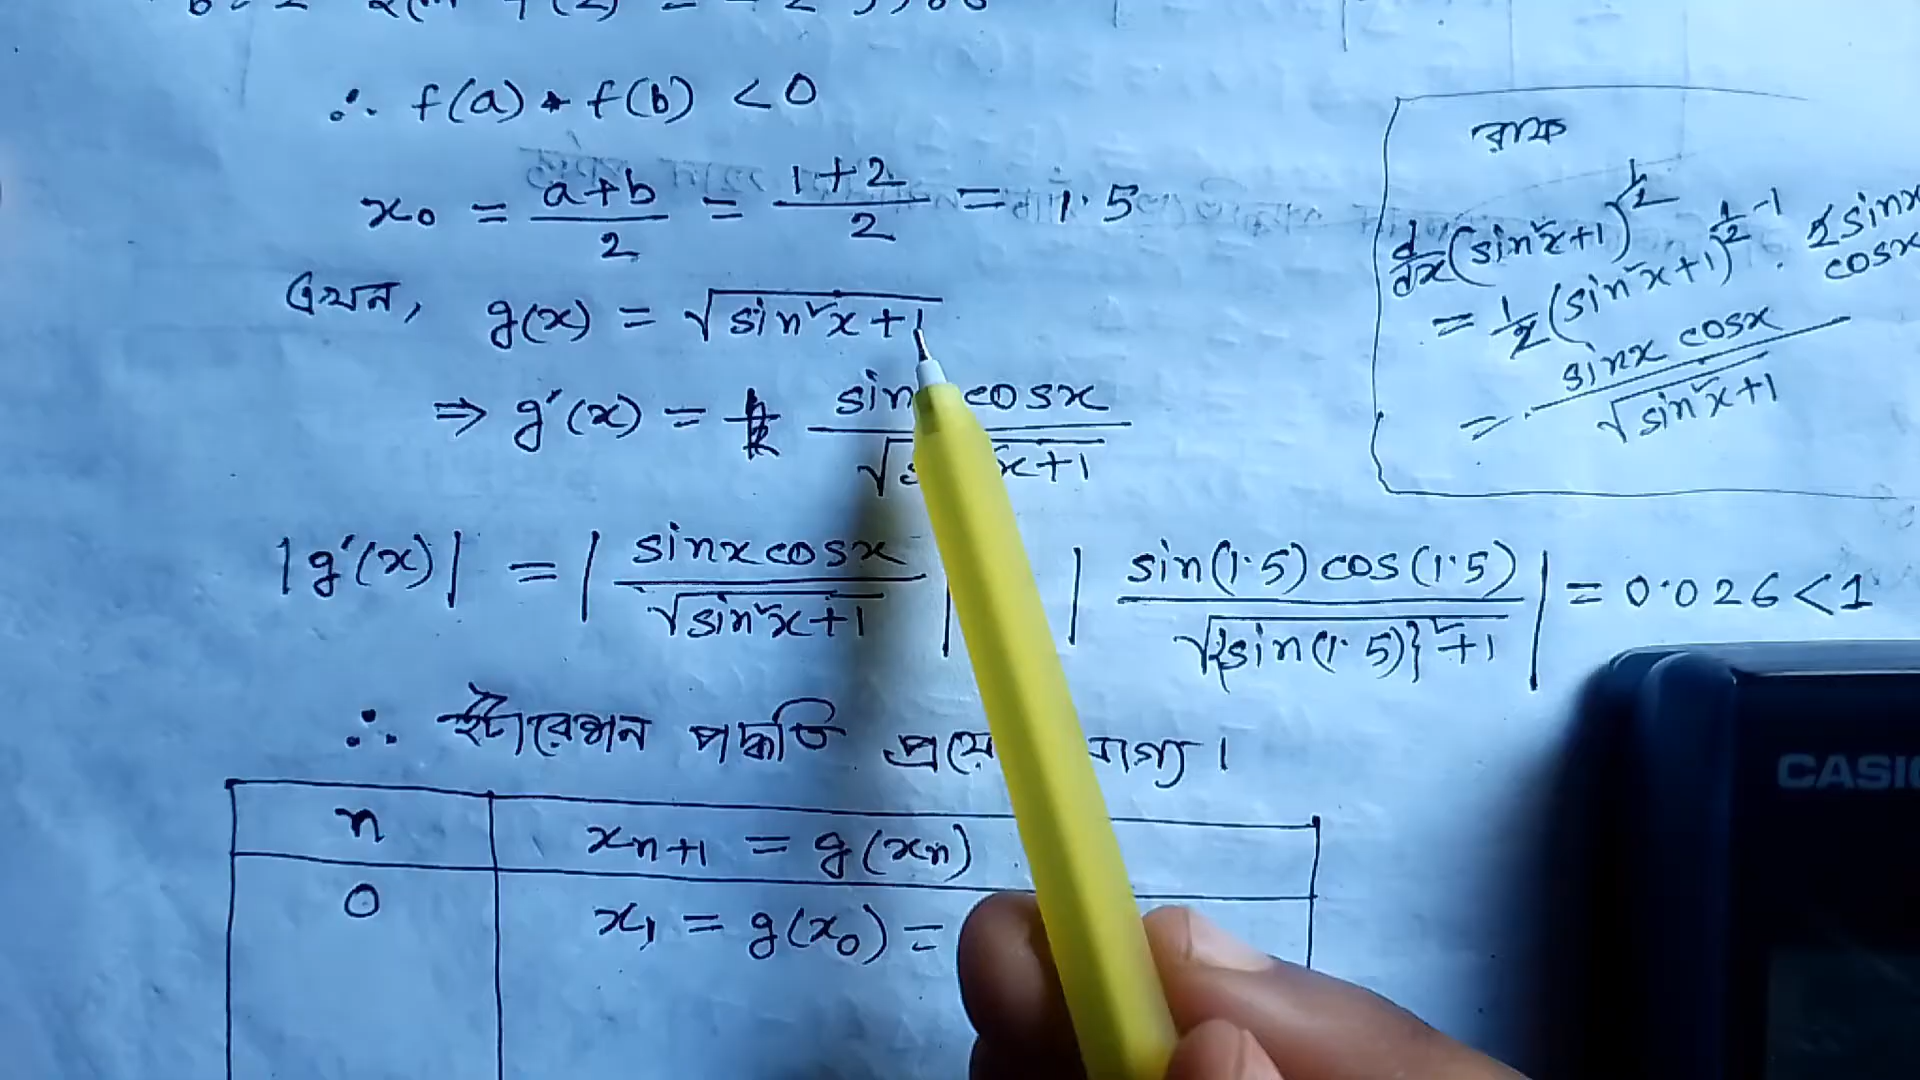 ∴ f(a) * f(b) < 0
x₀ = (a+b)/2 = (1+2)/2 = 1.5
এখন, g(x) = √(sin²x+1)
⇒ g′(x) = sin cosx / √ x+1
|g′(x)| = | sinx cosx / √(sin²x+1) | | sin(1.5) cos(1.5) / √({sin(1.5)}²+1) | = 0.026 < 1
∴ ইটারেশন পদ্ধতি
n	xₙ₊₁ = g(xₙ)
0	x₁ = g(x₀) =
রাফ
d/dx (sin²x+1)^(1/2)
= 1/2 (sin²x+1)^(1/2 -1) . 2 sinx cosx
= sinx cosx / √(sin²x+1)
CASIO